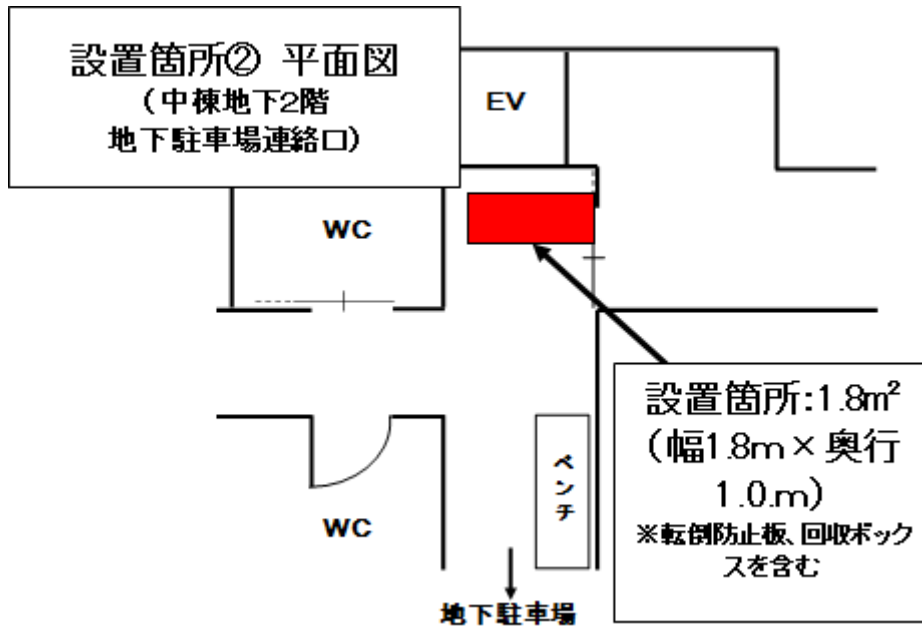 設置箇所② 平面図
（中棟地下2階
地下駐車場連絡口）
EV
WC
設置箇所:1.8㎡
（幅1.8m×奥行
1.0.m）
※転倒防止板、回収ボック
スを含む
ベンチ
WC
地下駐車場